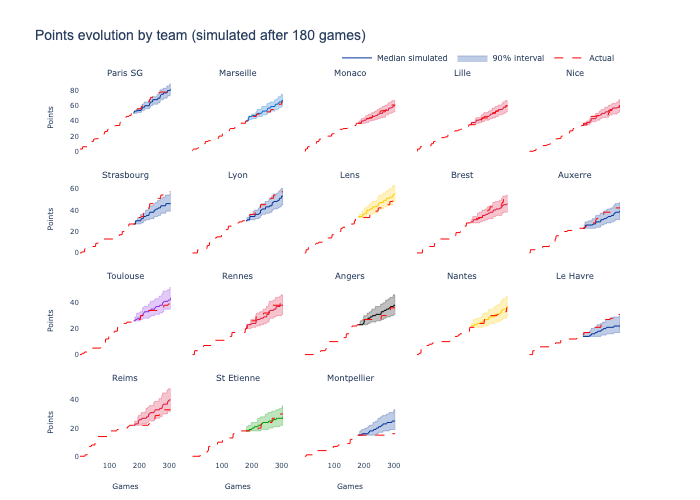 Points evolution by team (simulated after 180 games)
Median simulated 90% interval Actual
Paris SG Marseille Monaco Lille Nice
80
60
40
20
0
Points
Strasbourg Lyon Lens Brest Auxerre
60
40
20
0
Points
Toulouse Rennes Angers Nantes Le Havre
40
20
0
Points
Reims St Etienne Montpellier
40
20
0
Points
100 200 300 100 200 300 100 200 300
Games Games Games